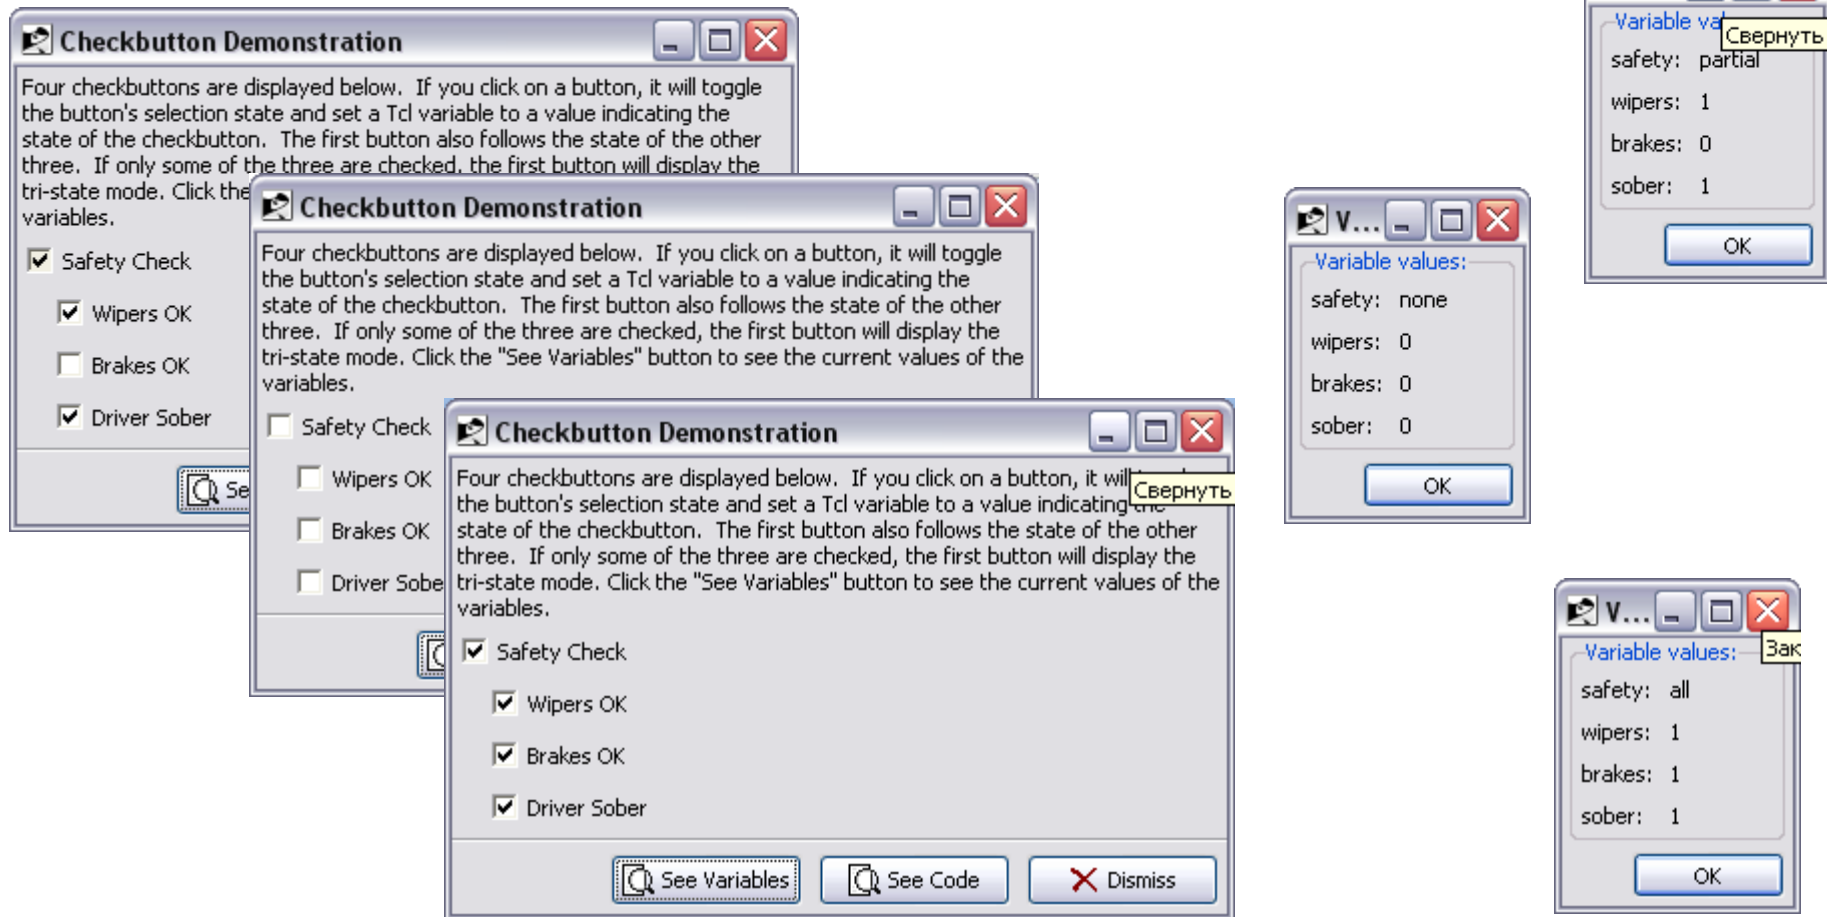 Checkbutton Demonstration
Four checkbuttons are displayed below. If you click on a button, it will toggle
the button's selection state and set a Tcl variable to a value indicating the
state of the checkbutton. The first button also follows the state of the other
three. If only some of the three are checked, the first button will display the
tri-state mode. Click the
variables.
Safety Check
Wipers OK
Brakes OK
Driver Sober
Se
Checkbutton Demonstration
Four checkbuttons are displayed below. If you click on a button, it will toggle
the button's selection state and set a Tcl variable to a value indicating the
state of the checkbutton. The first button also follows the state of the other
three. If only some of the three are checked, the first button will display the
tri-state mode. Click the "See Variables" button to see the current values of the
variables.
Safety Check
Wipers OK
Brakes OK
Driver Sobe
Checkbutton Demonstration
Four checkbuttons are displayed below. If you click on a button, it will
Свернуть
the button's selection state and set a Tcl variable to a value indicating the
state of the checkbutton. The first button also follows the state of the other
three. If only some of the three are checked, the first button will display the
tri-state mode. Click the "See Variables" button to see the current values of the
variables.
Safety Check
Wipers OK
Brakes OK
Driver Sober
See Variables See Code Dismiss
Variable va
Свернуть
safety: partial
wipers: 1
brakes: 0
sober: 1
OK
V...
Variable values:
safety: none
wipers: 0
brakes: 0
sober: 0
OK
V...
Variable values:
Зак
safety: all
wipers: 1
brakes: 1
sober: 1
OK